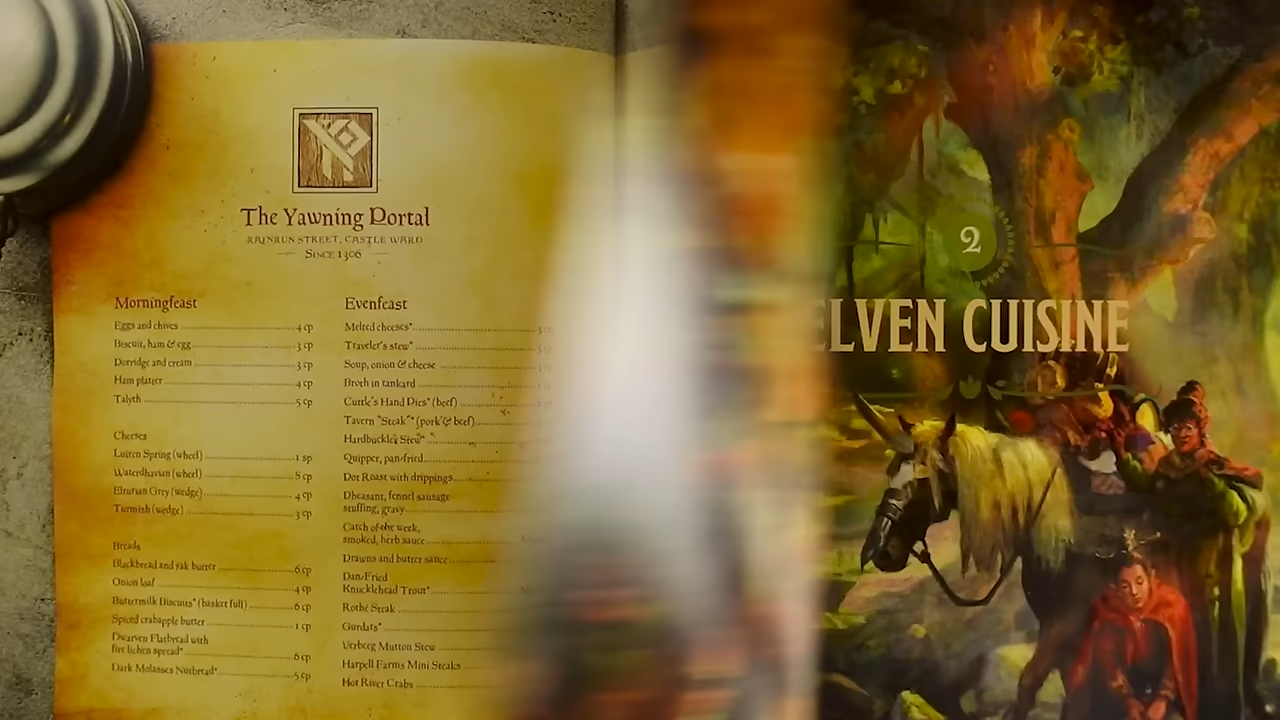 The Yawning Portal
RAINRUN STREET, CASTLE WARD
SINCE 1306
Morningfeast
Eggs and chives 4 cp
Biscuit, ham & egg 3 cp
Porridge and cream 3 cp
Ham platter 4 cp
Talyth 5 cp
Cheeses
Luiren Spring (wheel) 1 sp
Waterdhavian (wheel) 8 cp
Elturian Grey (wedge) 4 cp
Turmish (wedge) 3 cp
Breads
Blackbread and yak butter 6 cp
Onion loaf 4 cp
Buttermilk Biscuits* (basket full) 6 cp
Spiced crabapple butter 1 cp
Dwarven Flatbread with
fire lichen spread* 6 cp
Dark Molasses Nutbread* 5 cp
Evenfeast
Melted cheeses*
Traveler's stew*
Soup, onion & cheese
Broth in tankard
Cuttle's Hand Pies* (beef)
Tavern "Steak"* (pork & beef)
Hardbuckler Stew*
Quipper, pan-fried
Pot Roast with drippings
Pheasant, fennel sausage
stuffing, gravy
Catch of the week,
smoked, herb sauce
Prawns and butter sauce
Pan-Fried
Knucklehead Trout*
Rothé Steak
Gurdats*
Verbeeg Mutton Stew
Harpell Farms Mini Steaks
Hot River Crabs
2
ELVEN CUISINE